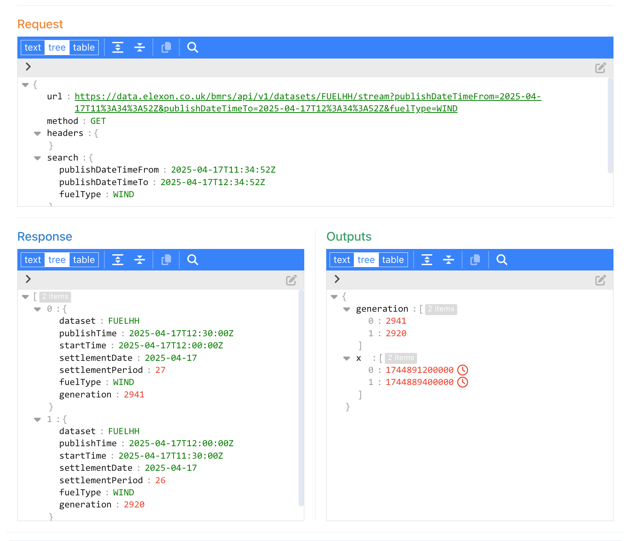 Request
text tree table
{
url : https://data.elexon.co.uk/bmrs/api/v1/datasets/FUELHH/stream?publishDateTimeFrom=2025-04-
17T11%3A34%3A52Z&publishDateTimeTo=2025-04-17T12%3A34%3A52Z&fuelType=WIND
method : GET
headers : {
}
search : {
publishDateTimeFrom : 2025-04-17T11:34:52Z
publishDateTimeTo : 2025-04-17T12:34:52Z
fuelType : WIND
}
Response
text tree table
[ 2 items
0 : {
dataset : FUELHH
publishTime : 2025-04-17T12:30:00Z
startTime : 2025-04-17T12:00:00Z
settlementDate : 2025-04-17
settlementPeriod : 27
fuelType : WIND
generation : 2941
}
1 : {
dataset : FUELHH
publishTime : 2025-04-17T12:00:00Z
startTime : 2025-04-17T11:30:00Z
settlementDate : 2025-04-17
settlementPeriod : 26
fuelType : WIND
generation : 2920
}
Outputs
text tree table
{
generation : [ 2 items
0 : 2941
1 : 2920
]
x : [ 2 items
0 : 1744891200000
1 : 1744889400000
]
}